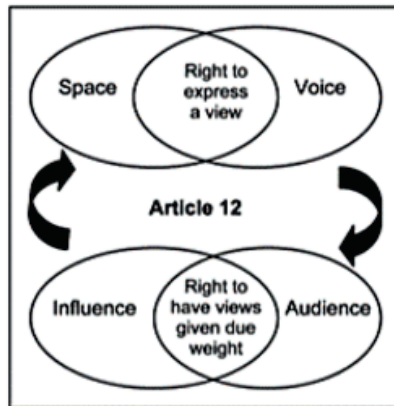 Space
Right to
express
a view
Voice
Article 12
Influence
Right to
have views
given due
weight
Audience